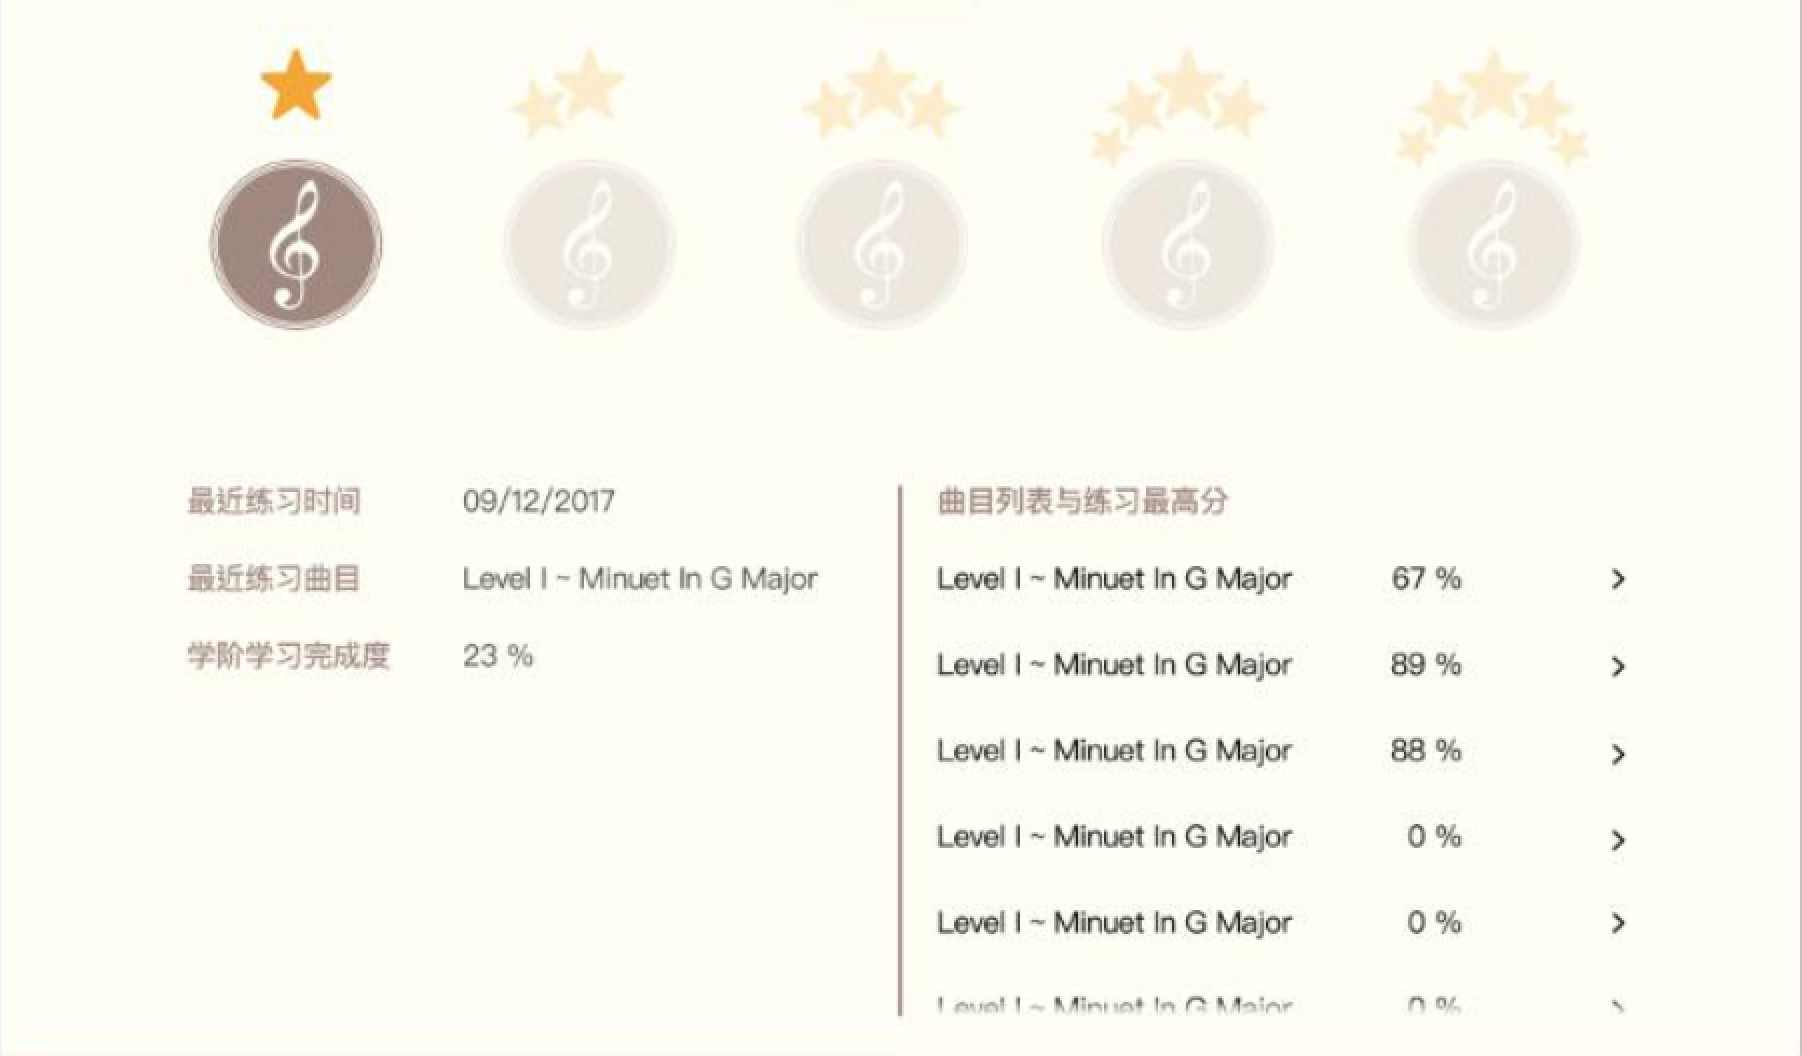 最近练习时间 09/12/2017
最近练习曲目 Level I ~ Minuet In G Major
学阶学习完成度 23 %
曲目列表与练习最高分
Level I ~ Minuet In G Major 67 %
Level I ~ Minuet In G Major 89 %
Level I ~ Minuet In G Major 88 %
Level I ~ Minuet In G Major 0 %
Level I ~ Minuet In G Major 0 %
Level I ~ Minuet In G Major 0 %